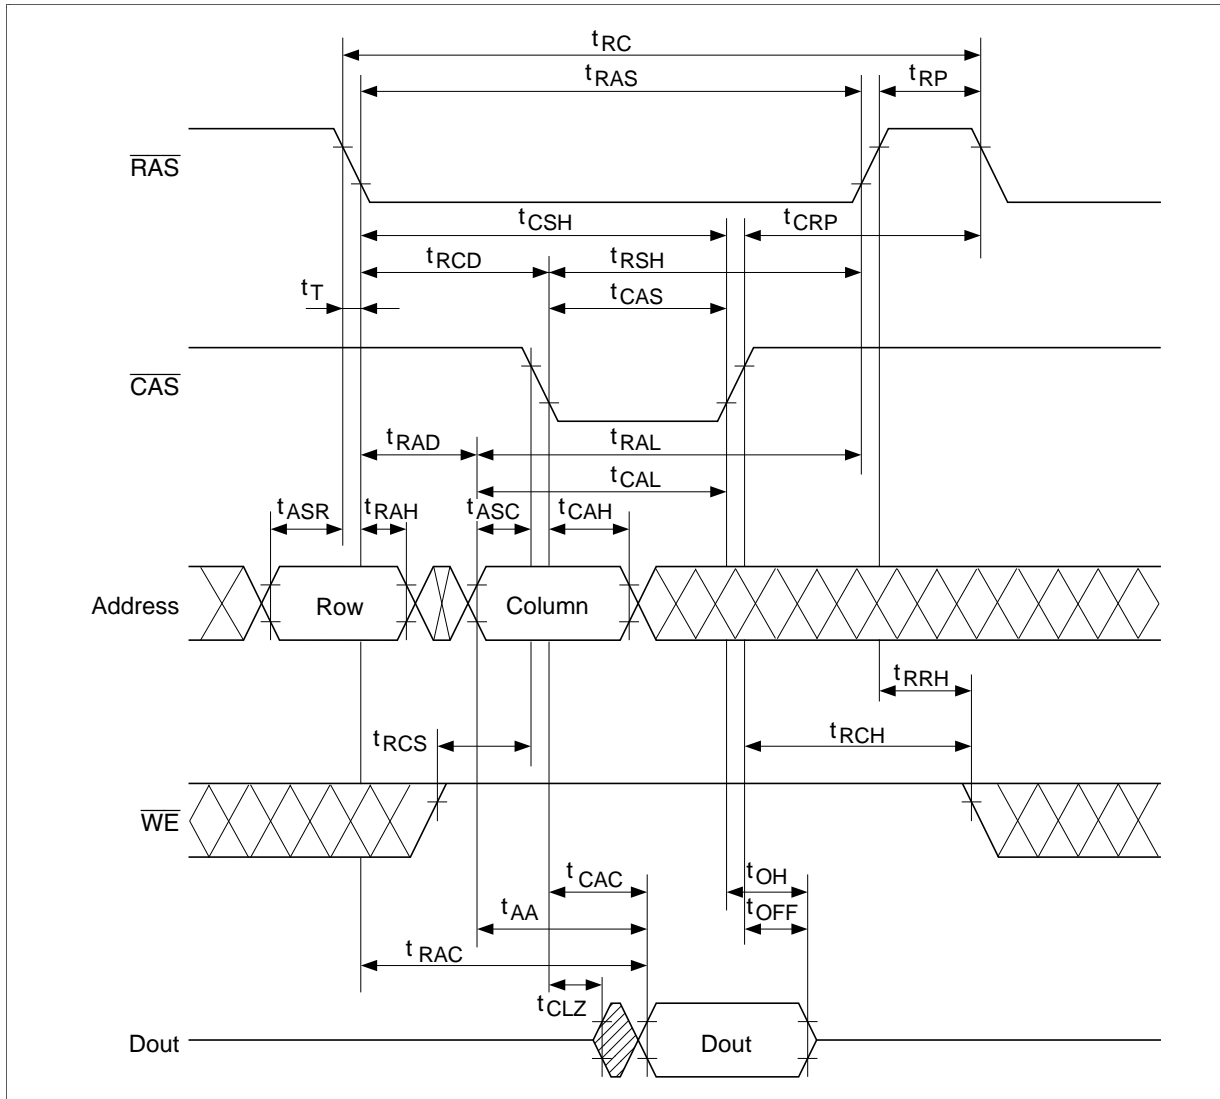 tRC
tRAS
tRP
RAS
tCSH
tCRP
tRCD
tRSH
tT
tCAS
CAS
tRAD
tRAL
tCAL
tASR
tRAH
tASC
tCAH
Address
Row
Column
tRRH
tRCS
tRCH
WE
tCAC
tOH
tAA
tOFF
tRAC
tCLZ
Dout
Dout